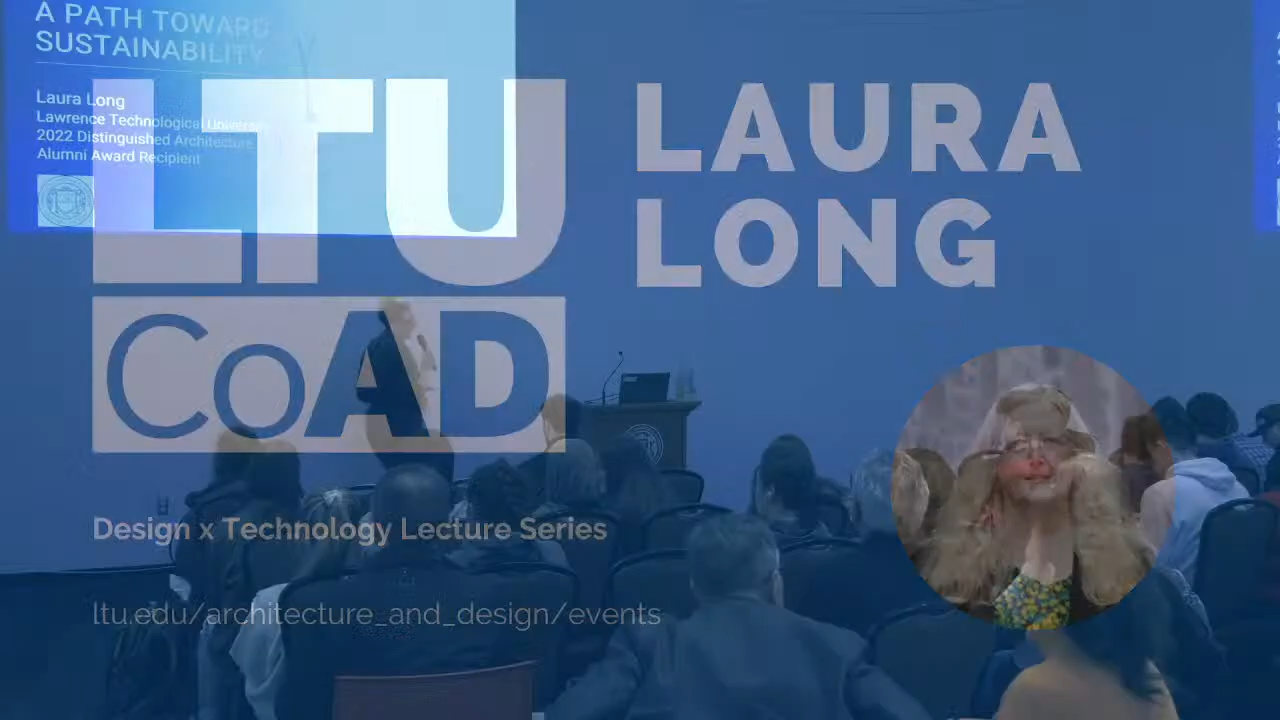 A PATH TOWARD
SUSTAINABILITY
Laura Long
Lawrence Technological University
2022 Distinguished Architecture
Alumni Award Recipient
LTU
CoAD
LAURA
LONG
Design x Technology Lecture Series
ltu.edu/architecture_and_design/events